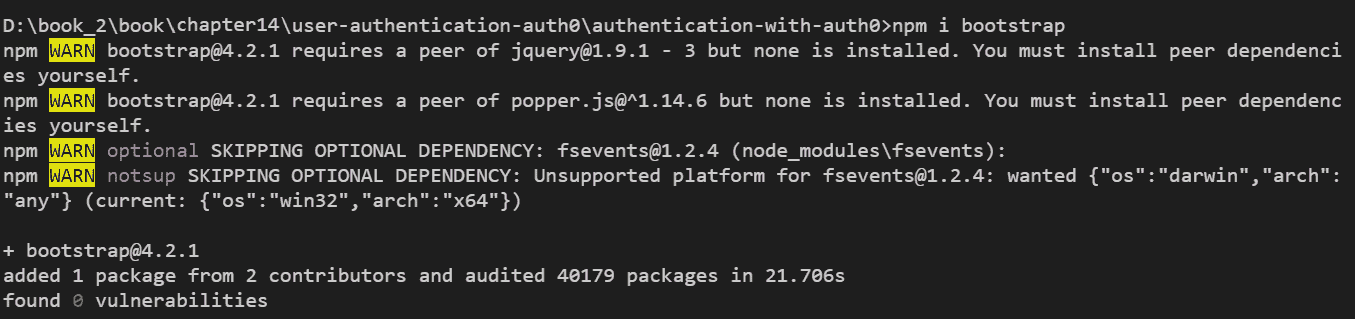 D:\book_2\book\chapter14\user-authentication-auth0\authentication-with-auth0>npm i bootstrap
npm WARN bootstrap@4.2.1 requires a peer of jquery@1.9.1 - 3 but none is installed. You must install peer dependenci
es yourself.
npm WARN bootstrap@4.2.1 requires a peer of popper.js@^1.14.6 but none is installed. You must install peer dependenc
ies yourself.
npm WARN optional SKIPPING OPTIONAL DEPENDENCY: fsevents@1.2.4 (node_modules\fsevents):
npm WARN notsup SKIPPING OPTIONAL DEPENDENCY: Unsupported platform for fsevents@1.2.4: wanted {"os":"darwin","arch":
"any"} (current: {"os":"win32","arch":"x64"})
+ bootstrap@4.2.1
added 1 package from 2 contributors and audited 40179 packages in 21.706s
found 0 vulnerabilities